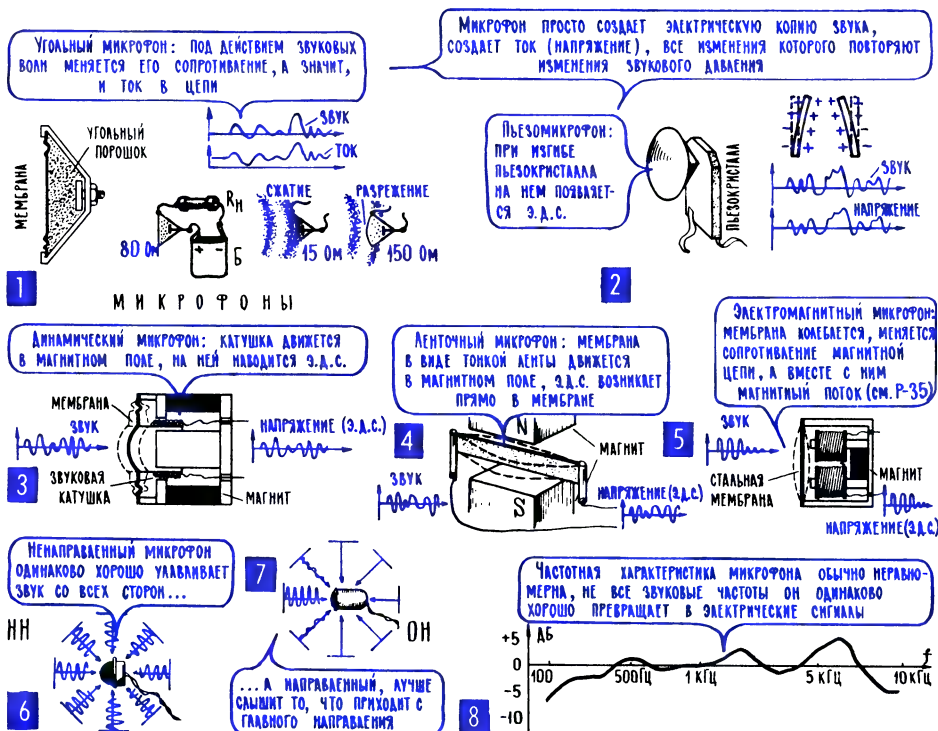 Угольный микрофон: под действием звуковых
волн меняется его сопротивление, а значит,
и ток в цепи
Микрофон просто создает электрическую копию звука,
создает ток (напряжение), все изменения которого повторяют
изменения звукового давления
мембрана
угольный
порошок
звук
ток
сжатие
разрежение
Rн
+ −
Б
80 Ом
15 Ом
150 Ом
1
Пьезомикрофон:
при изгибе
пьезокристалла
на нем появляет-
ся э.д.с.
пьезокристалл
звук
напряжение
2
МИКРОФОНЫ
Динамический микрофон: катушка движется
в магнитном поле, на ней наводится э.д.с.
мембрана
звук
напряжение (э.д.с.)
звуковая
катушка
магнит
3
Ленточный микрофон: мембрана
в виде тонкой ленты движется
в магнитном поле, э.д.с. возникает
прямо в мембране
4
N
магнит
звук
S
напряжение(э.д.с.)
Электромагнитный микрофон:
мембрана колебается, меняется
сопротивление магнитной
цепи, а вместе с ним
магнитный поток (см. Р-35)
5
звук
стальная
мембрана
магнит
напряжение(э.д.с.)
Ненаправленный микрофон
одинаково хорошо улавливает
звук со всех сторон...
НН
6
7
ОН
...а направленный, лучше
слышит то, что приходит с
главного направления
Частотная характеристика микрофона обычно неравно-
мерна, не все звуковые частоты он одинаково
хорошо превращает в электрические сигналы
дб
+5
0
−5
−10
100
500гц
1 кгц
5 кгц
10 кгц
f
8